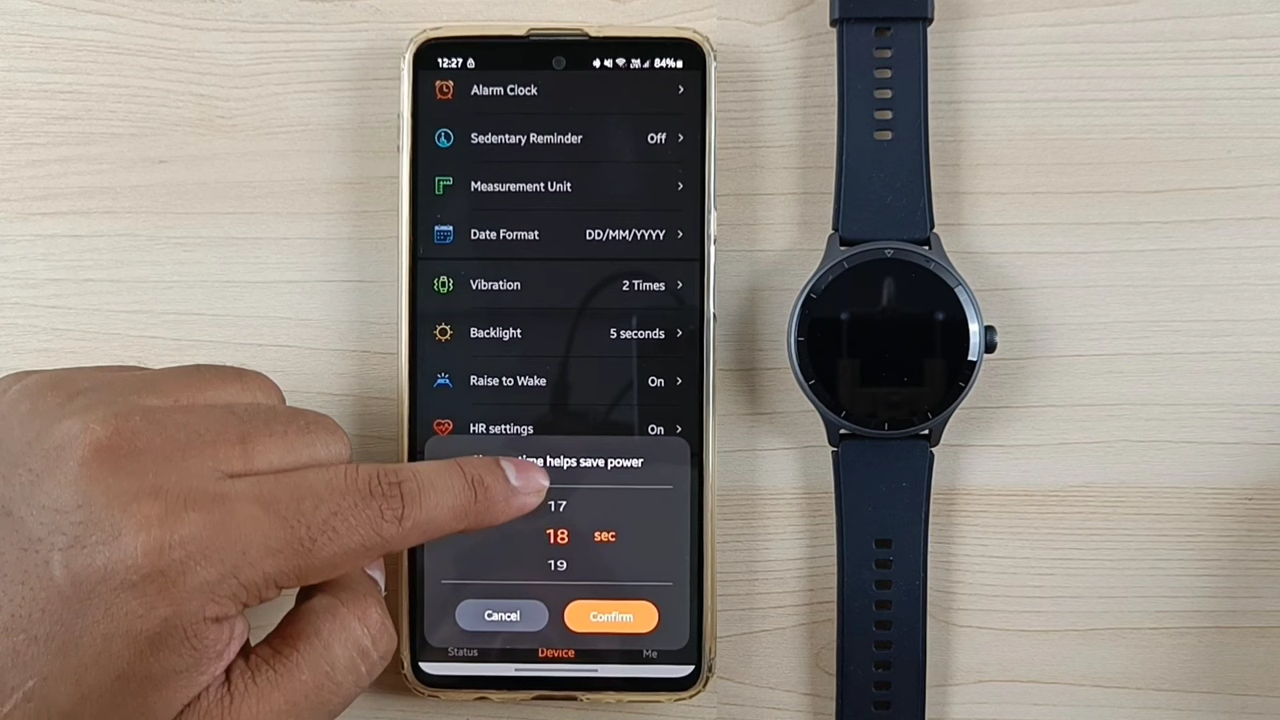 12:27 84%
Alarm Clock
Sedentary Reminder Off
Measurement Unit
Date Format DD/MM/YYYY
Vibration 2 Times
Backlight 5 seconds
Raise to Wake On
HR settings On
time helps save power
17
18 sec
19
Cancel Confirm
Status Device Me